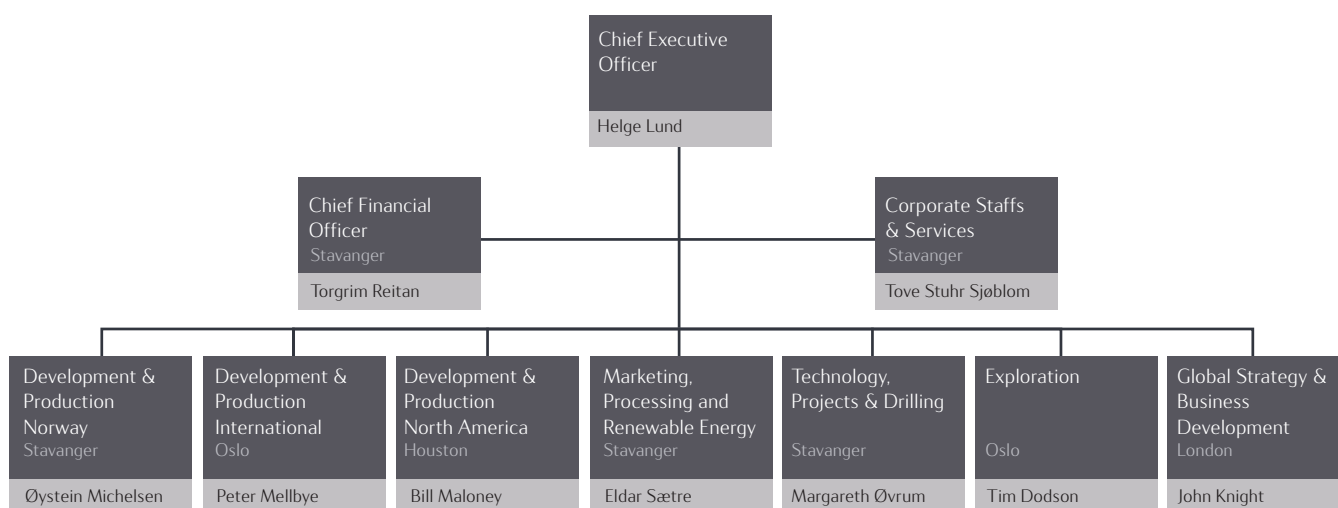 Chief Executive
Officer
Helge Lund
Chief Financial
Officer
Stavanger
Torgrim Reitan
Corporate Staffs
& Services
Stavanger
Tove Stuhr Sjøblom
Development &
Production
Norway
Stavanger
Øystein Michelsen
Development &
Production
International
Oslo
Peter Mellbye
Development &
Production
North America
Houston
Bill Maloney
Marketing,
Processing and
Renewable Energy
Stavanger
Eldar Sætre
Technology,
Projects & Drilling
Stavanger
Margareth Øvrum
Exploration
Oslo
Tim Dodson
Global Strategy &
Business
Development
London
John Knight